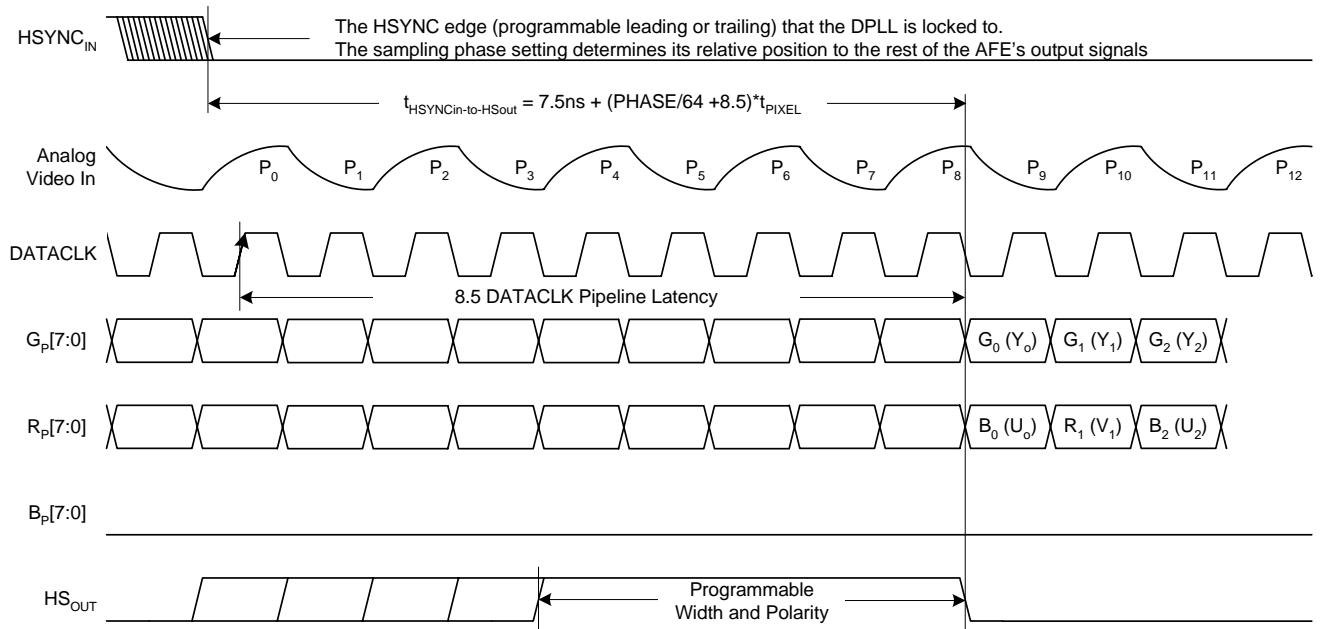 HSYNC_IN
The HSYNC edge (programmable leading or trailing) that the DPLL is locked to.
The sampling phase setting determines its relative position to the rest of the AFE's output signals
t_HSYNCin-to-HSout = 7.5ns + (PHASE/64 +8.5)*t_PIXEL
Analog
Video In
P_0 P_1 P_2 P_3 P_4 P_5 P_6 P_7 P_8 P_9 P_10 P_11 P_12
DATACLK
8.5 DATACLK Pipeline Latency
G_P[7:0]
G_0 (Y_o) G_1 (Y_1) G_2 (Y_2)
R_P[7:0]
B_0 (U_o) R_1 (V_1) B_2 (U_2)
B_P[7:0]
HS_OUT
Programmable
Width and Polarity